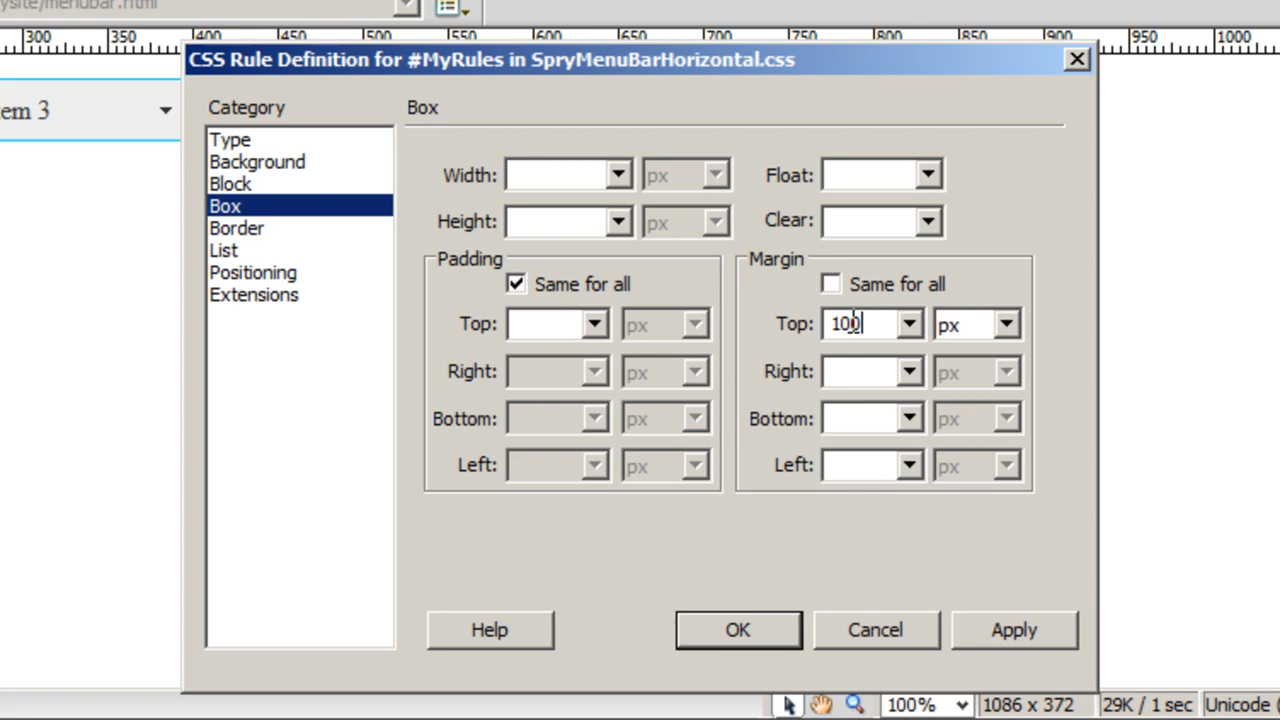 ysite/menubar.html
300 350 400 450 500 550 600 650 700 750 800 850 900 950 1000
CSS Rule Definition for #MyRules in SpryMenuBarHorizontal.css
em 3
Category
Box
Type
Background
Block
Box
Border
List
Positioning
Extensions
Width: px Float:
Height: px Clear:
Padding
Same for all
Top: px
Right: px
Bottom: px
Left: px
Margin
Same for all
Top: 100 px
Right: px
Bottom: px
Left: px
Help OK Cancel Apply
100% 1086 x 372 29K / 1 sec Unicode (